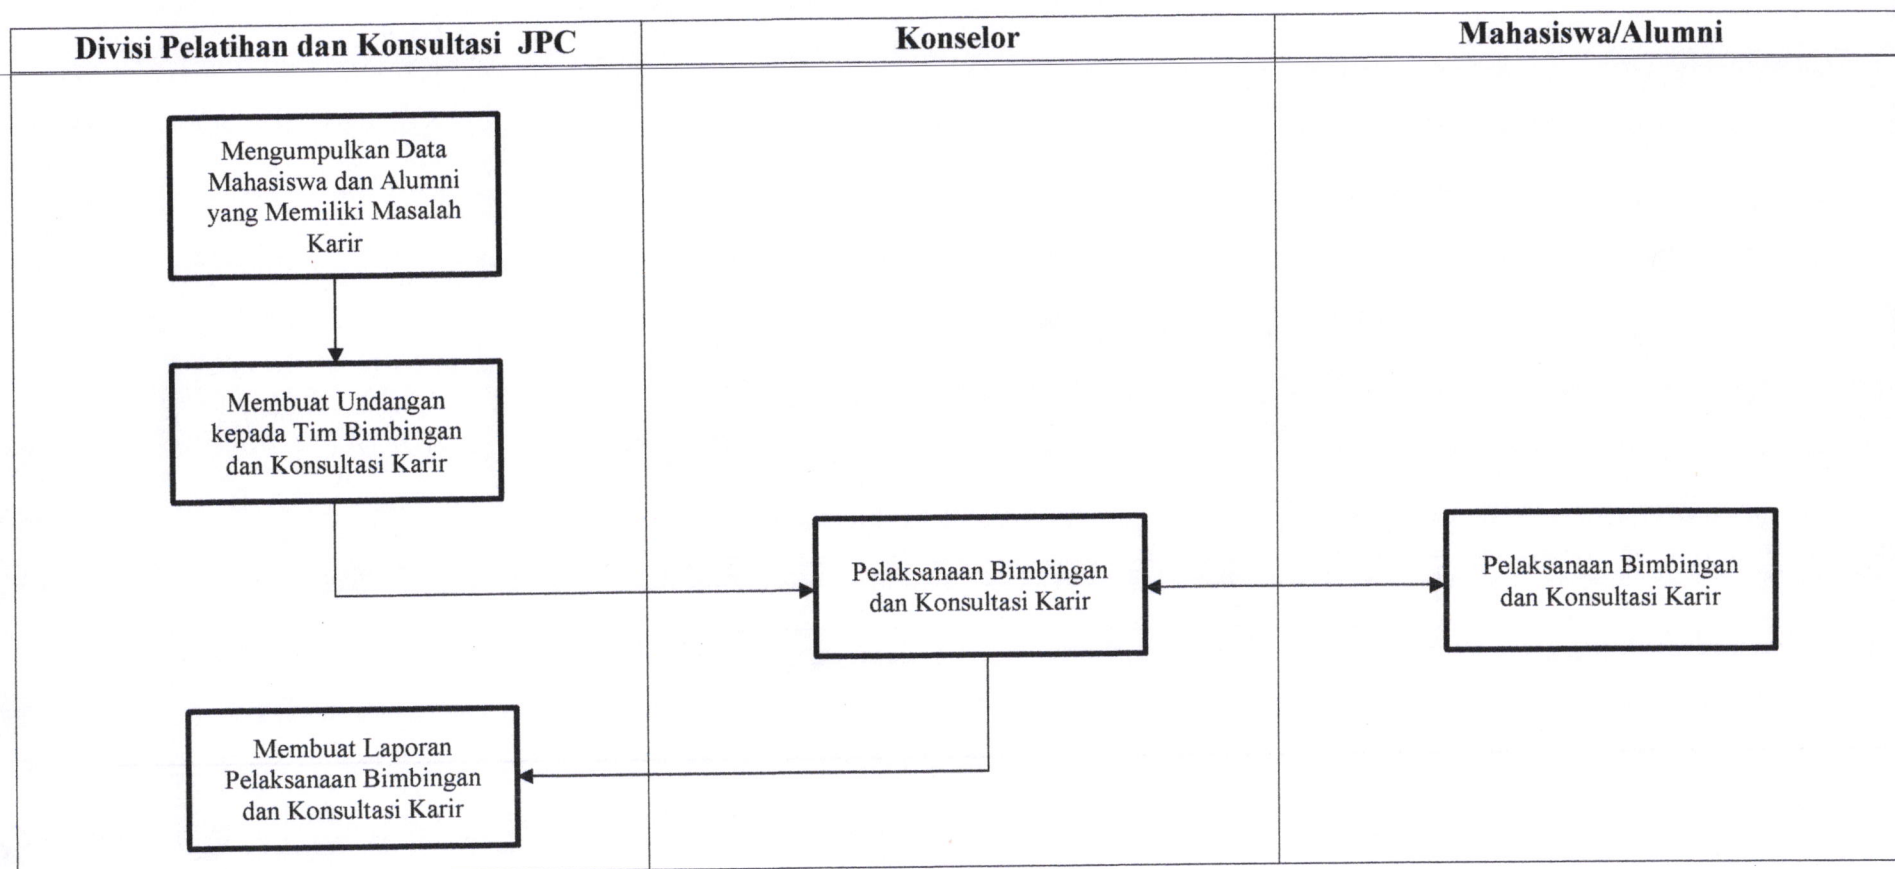 Divisi Pelatihan dan Konsultasi JPC
Konselor
Mahasiswa/Alumni
Mengumpulkan Data
Mahasiswa dan Alumni
yang Memiliki Masalah
Karir
Membuat Undangan
kepada Tim Bimbingan
dan Konsultasi Karir
Pelaksanaan Bimbingan
dan Konsultasi Karir
Pelaksanaan Bimbingan
dan Konsultasi Karir
Membuat Laporan
Pelaksanaan Bimbingan
dan Konsultasi Karir